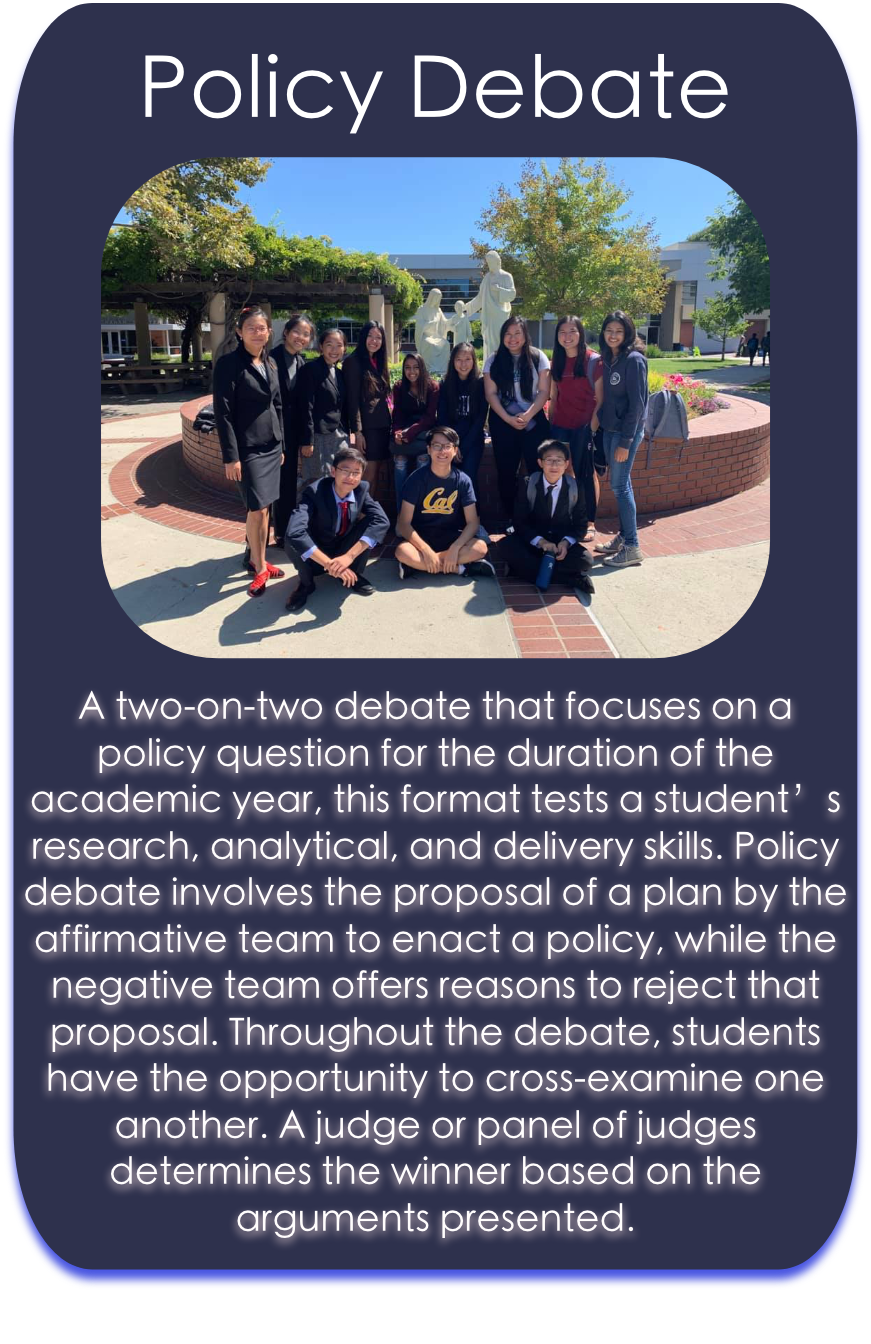 Policy Debate
Cal
A two-on-two debate that focuses on a
policy question for the duration of the
academic year, this format tests a student’ s
research, analytical, and delivery skills. Policy
debate involves the proposal of a plan by the
affirmative team to enact a policy, while the
negative team offers reasons to reject that
proposal. Throughout the debate, students
have the opportunity to cross-examine one
another. A judge or panel of judges
determines the winner based on the
arguments presented.